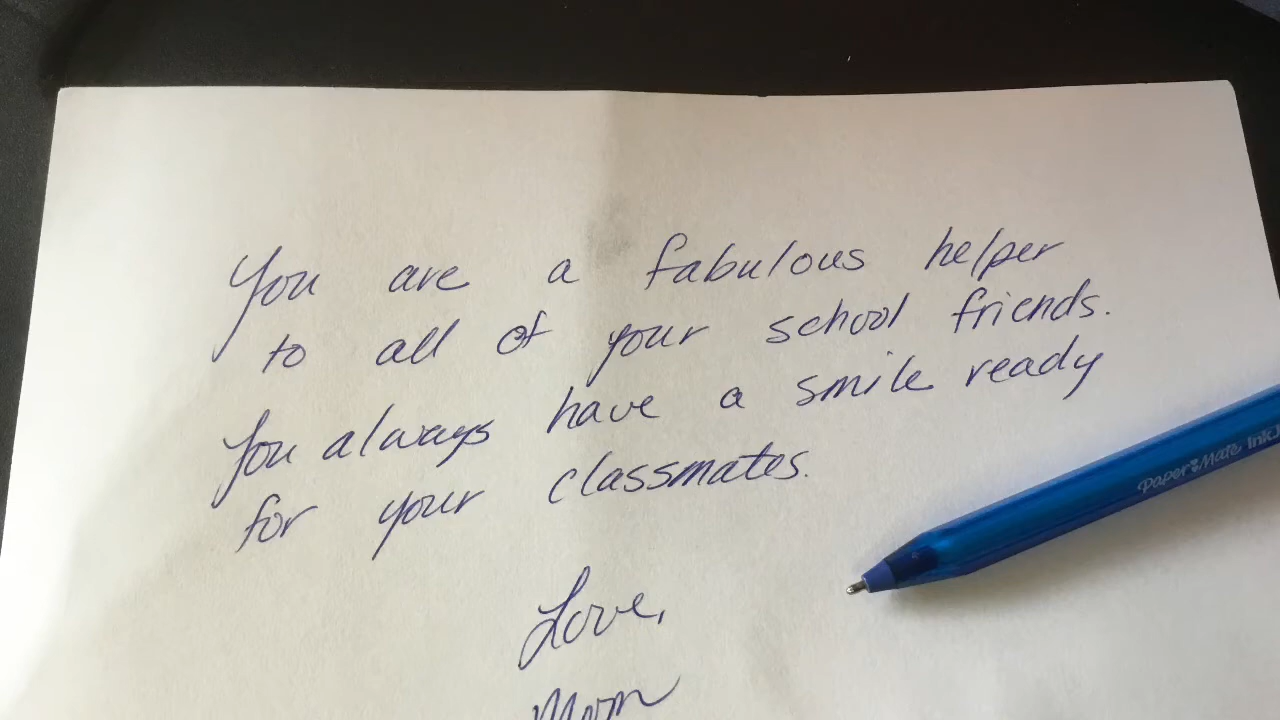 You are a fabulous helper
to all of your school friends.
You always have a smile ready
for your classmates.
Love,
Mom
Paper Mate InkJ